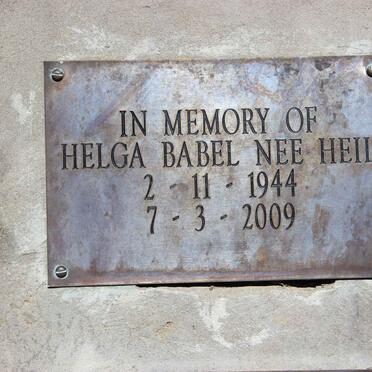 IN MEMORY OF
HELGA BABEL NEE HEIL
2 - 11 - 1944
7 - 3 - 2009